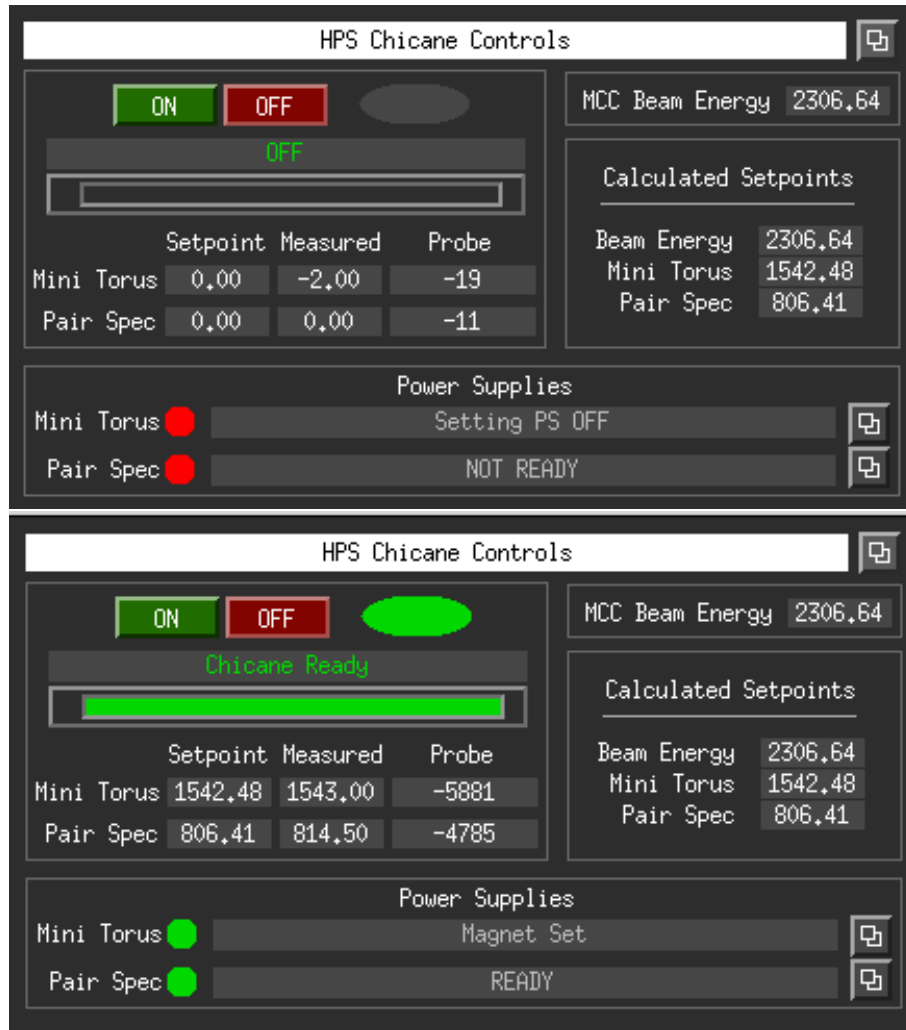 HPS Chicane Controls
ON OFF
MCC Beam Energy 2306.64
OFF
Calculated Setpoints
Setpoint Measured Probe
Beam Energy 2306.64
Mini Torus 0.00 -2.00 -19
Mini Torus 1542.48
Pair Spec 0.00 0.00 -11
Pair Spec 806.41
Power Supplies
Mini Torus Setting PS OFF
Pair Spec NOT READY
HPS Chicane Controls
ON OFF
MCC Beam Energy 2306.64
Chicane Ready
Calculated Setpoints
Setpoint Measured Probe
Beam Energy 2306.64
Mini Torus 1542.48 1543.00 -5881
Mini Torus 1542.48
Pair Spec 806.41 814.50 -4785
Pair Spec 806.41
Power Supplies
Mini Torus Magnet Set
Pair Spec READY